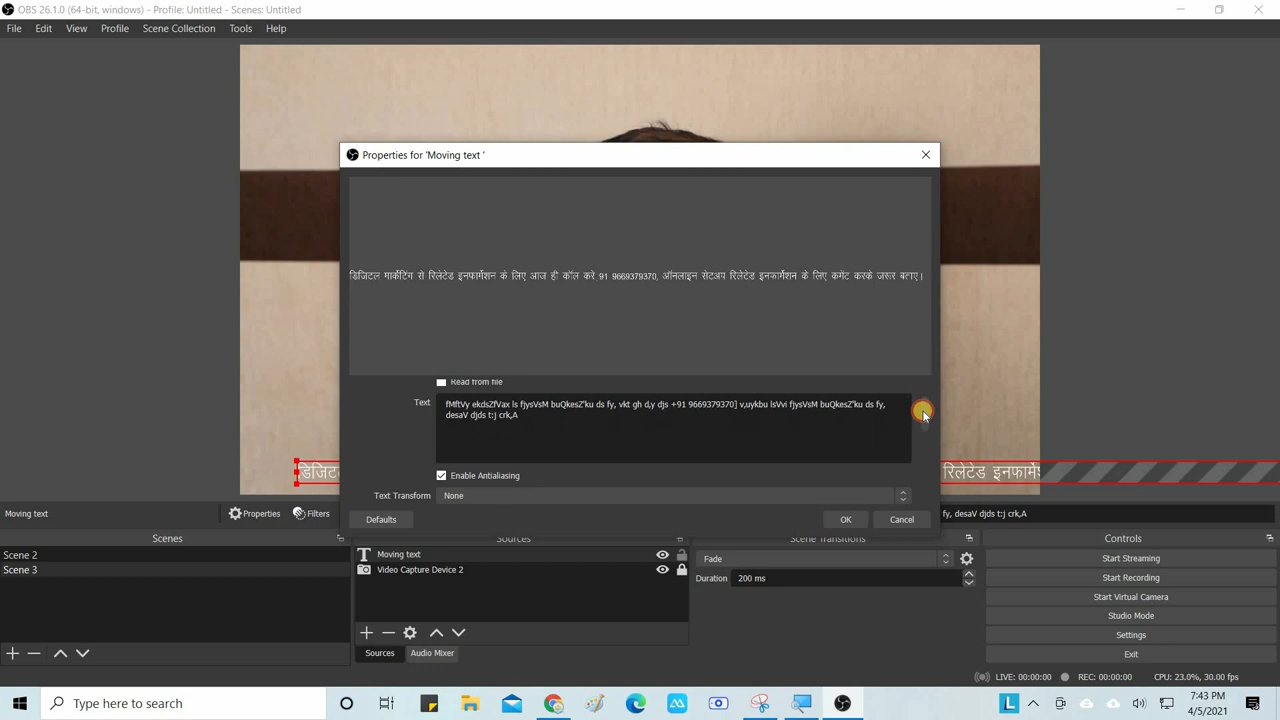 OBS 26.1.0 (64-bit, windows) - Profile: Untitled - Scenes: Untitled
File Edit View Profile Scene Collection Tools Help
Properties for 'Moving text '
डिजिटल मार्केटिंग से रिलेटेड इनफार्मेशन के लिए आज ही कॉल करे 91 9669379370, ऑनलाइन सेटअप रिलेटेड इनफार्मेशन के लिए कमेंट करके जरूर बताए।
Read from file
Text
fMftVy ekdsZfVax ls fjysVsM buQkesZ'ku ds fy, vkt gh d,y djs +91 9669379370] v,uykbu lsVvi fjysVsM buQkesZ'ku ds fy,
desaV djds t:j crk,A
डिजिट
रिलेटेड इनफार्मेश
Enable Antialiasing
Text Transform None
Defaults OK Cancel
Moving text Properties Filters fy, desaV djds t:j crk,A
Scenes Sources Scene Transitions Controls
Scene 2
Scene 3
Moving text
Video Capture Device 2
Fade
Duration 200 ms
Start Streaming
Start Recording
Start Virtual Camera
Studio Mode
Settings
Exit
Sources Audio Mixer
LIVE: 00:00:00 REC: 00:00:00 CPU: 23.0%, 30.00 fps
Type here to search
L
7:43 PM
4/5/2021